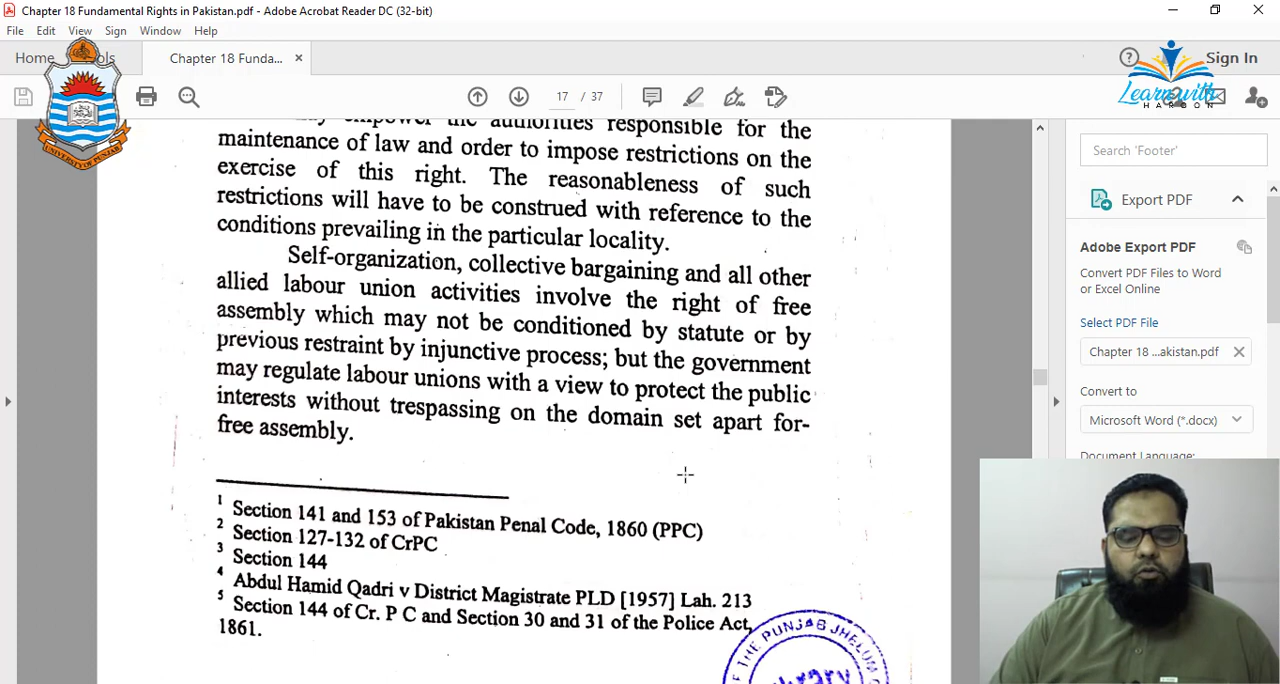 Chapter 18 Fundamental Rights in Pakistan.pdf - Adobe Acrobat Reader DC (32-bit)
File Edit View Sign Window Help
Home Chapter 18 Funda... Sign In
17 / 37
Learn with
HAROON
UNIVERSITY OF PUNJAB
empower the authorities responsible for the
maintenance of law and order to impose restrictions on the
exercise of this right. The reasonableness of such
restrictions will have to be construed with reference to the
conditions prevailing in the particular locality.
Self-organization, collective bargaining and all other
allied labour union activities involve the right of free
assembly which may not be conditioned by statute or by
previous restraint by injunctive process; but the government
may regulate labour unions with a view to protect the public
interests without trespassing on the domain set apart for-
free assembly.
1 Section 141 and 153 of Pakistan Penal Code, 1860 (PPC)
2 Section 127-132 of CrPC
3 Section 144
4 Abdul Hamid Qadri v District Magistrate PLD [1957] Lah. 213
5 Section 144 of Cr. P C and Section 30 and 31 of the Police Act,
1861.
THE PUNJAB JHELUM
Library
Search 'Footer'
Export PDF
Adobe Export PDF
Convert PDF Files to Word
or Excel Online
Select PDF File
Chapter 18 ...akistan.pdf
Convert to
Microsoft Word (*.docx)
Document Language: